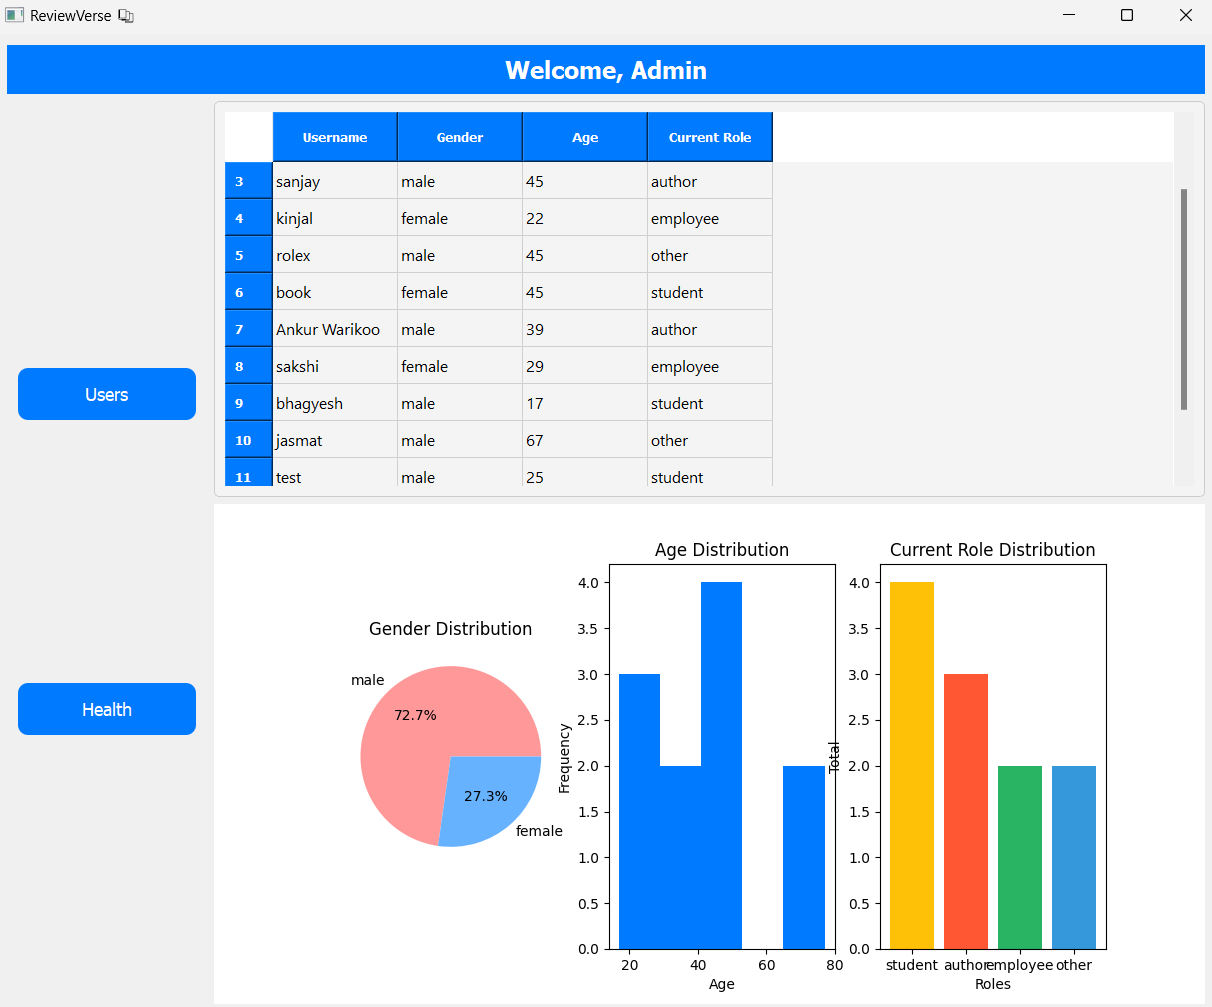 ReviewVerse
Welcome, Admin
Username Gender Age Current Role
3 sanjay male 45 author
4 kinjal female 22 employee
5 rolex male 45 other
6 book female 45 student
7 Ankur Warikoo male 39 author
8 sakshi female 29 employee
9 bhagyesh male 17 student
10 jasmat male 67 other
11 test male 25 student
Users
Health
Gender Distribution
male
72.7%
27.3%
female
Age Distribution
Frequency
4.0
3.5
3.0
2.5
2.0
1.5
1.0
0.5
0.0
20 40 60 80
Age
Current Role Distribution
Total
4.0
3.5
3.0
2.5
2.0
1.5
1.0
0.5
0.0
student author employee other
Roles